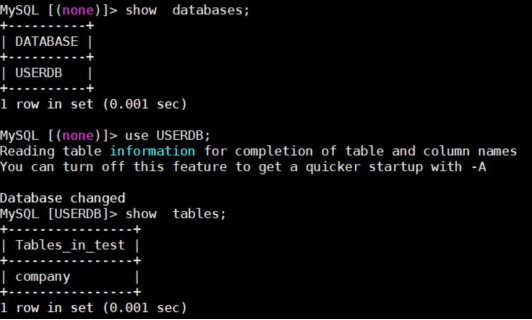 MySQL [(none)]> show  databases;
+----------+
| DATABASE |
+----------+
| USERDB   |
+----------+
1 row in set (0.001 sec)

MySQL [(none)]> use USERDB;
Reading table information for completion of table and column names
You can turn off this feature to get a quicker startup with -A

Database changed
MySQL [USERDB]> show  tables;
+----------------+
| Tables_in_test |
+----------------+
| company        |
+----------------+
1 row in set (0.001 sec)